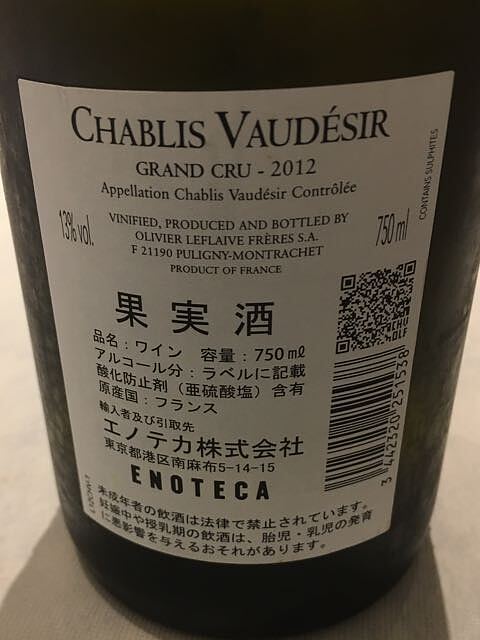 CHABLIS VAUDÉSIR
GRAND CRU - 2012
Appellation Chablis Vaudésir Contrôlée
13% vol.
VINIFIED, PRODUCED AND BOTTLED BY
OLIVIER LEFLAIVE FRÈRES S.A.
F 21190 PULIGNY-MONTRACHET
PRODUCT OF FRANCE
750 ml
CONTAINS SULPHITES
果実酒
品名：ワイン 容量：750㎖
アルコール分：ラベルに記載
酸化防止剤（亜硫酸塩）含有
原産国：フランス
輸入者及び引取先
エノテカ株式会社
東京都港区南麻布5-14-15
ENOTECA
3 442320 251538
未成年者の飲酒は法律で禁止されています。
妊娠中や授乳期の飲酒は、胎児・乳児の発育
に悪影響を与えるおそれがあります。